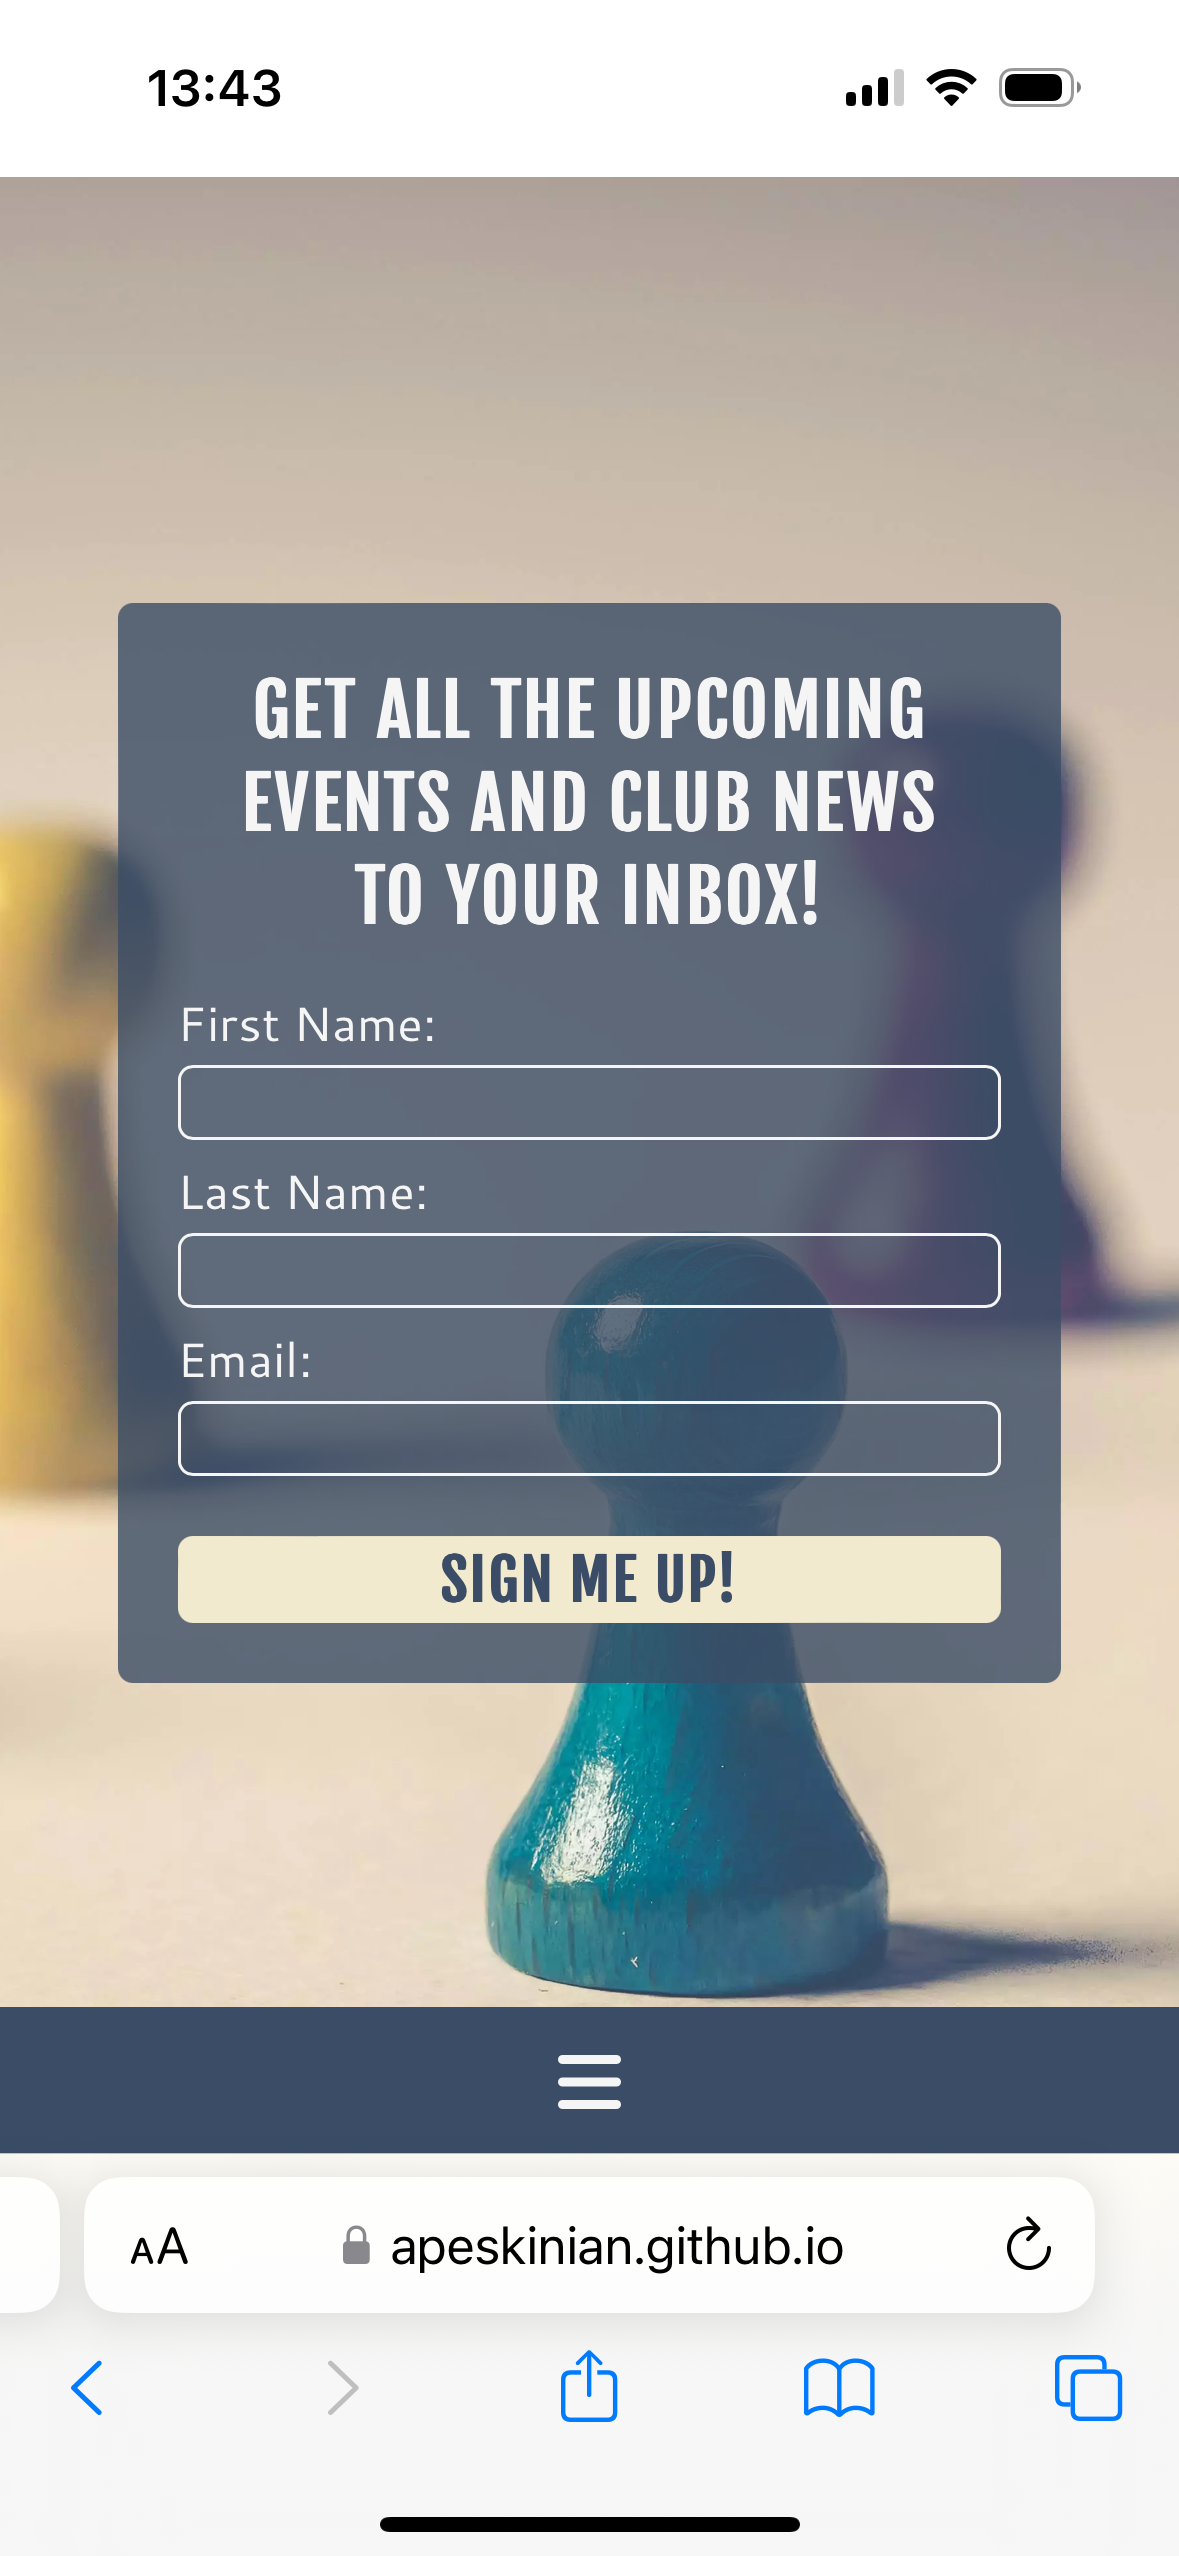 13:43
GET ALL THE UPCOMING
EVENTS AND CLUB NEWS
TO YOUR INBOX!
First Name:
Last Name:
Email:
SIGN ME UP!
AA apeskinian.github.io